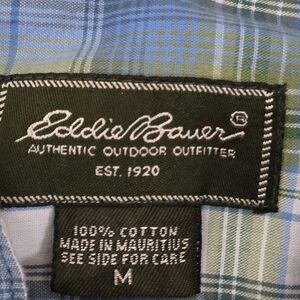 Eddie Bauer ®
AUTHENTIC OUTDOOR OUTFITTER
EST. 1920
100% COTTON
MADE IN MAURITIUS
SEE SIDE FOR CARE
M